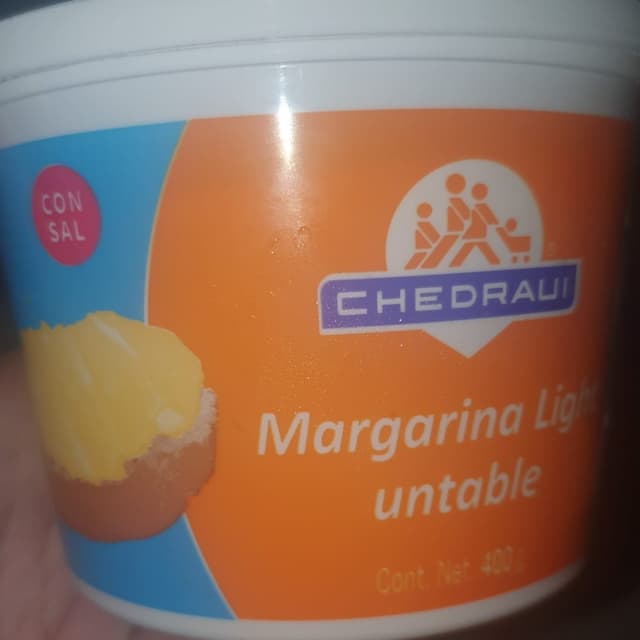 CON
SAL
CHEDRAUI
Margarina Light
untable
Cont. Net. 400 g